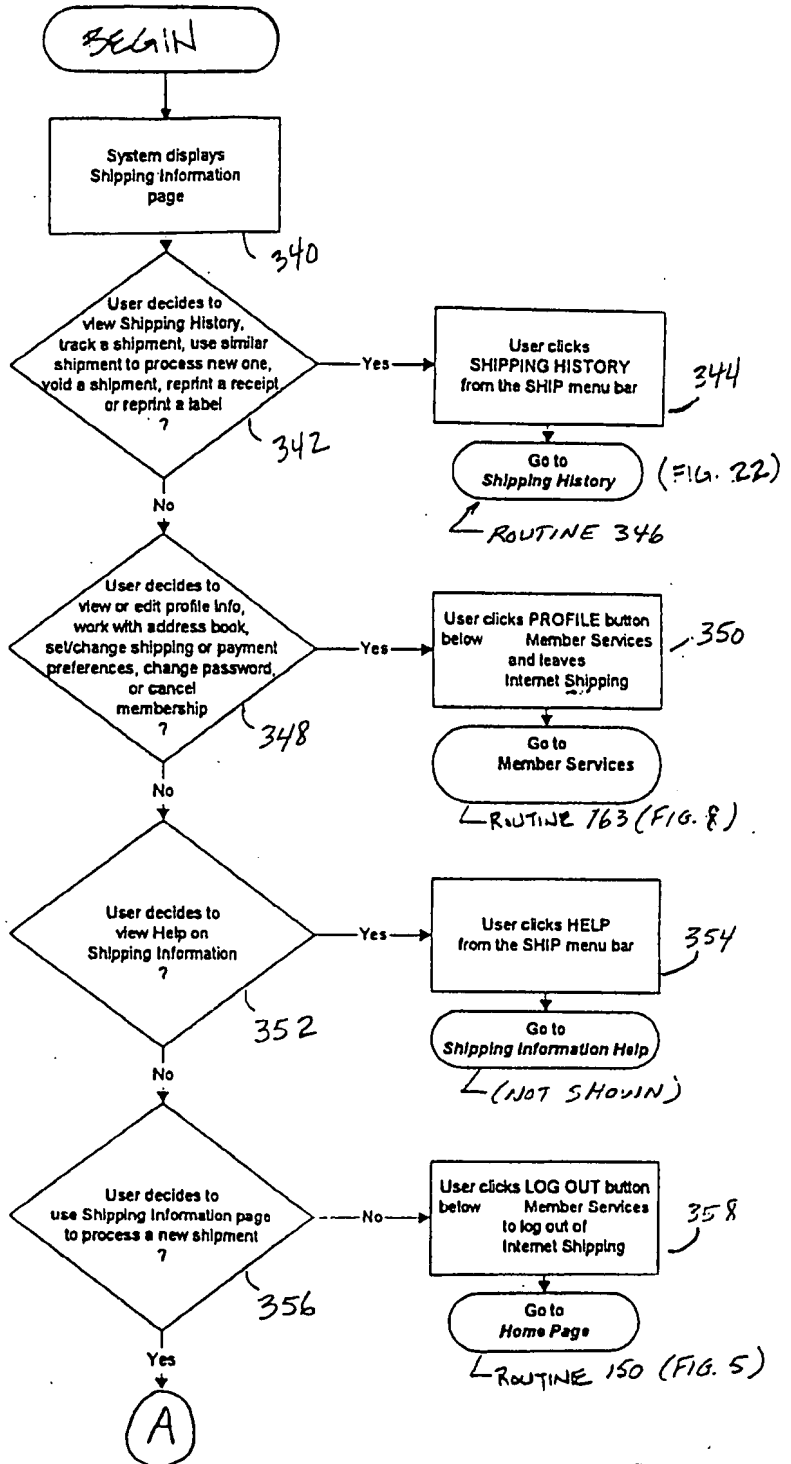 BEGIN
System displays
Shipping Information
page
340
User decides to
view Shipping History,
track a shipment, use similar
shipment to process new one,
void a shipment, reprint a receipt
or reprint a label
?
342
Yes
User clicks
SHIPPING HISTORY
from the SHIP menu bar
344
Go to
Shipping History
(FIG. 22)
ROUTINE 346
No
User decides to
view or edit profile info,
work with address book,
set/change shipping or payment
preferences, change password,
or cancel
membership
?
348
Yes
User clicks PROFILE button
below Member Services
and leaves
Internet Shipping
350
Go to
Member Services
ROUTINE 163 (FIG. 8)
No
User decides to
view Help on
Shipping Information
?
352
Yes
User clicks HELP
from the SHIP menu bar
354
Go to
Shipping Information Help
(NOT SHOWN)
No
User decides to
use Shipping Information page
to process a new shipment
?
356
No
User clicks LOG OUT button
below Member Services
to log out of
Internet Shipping
358
Go to
Home Page
ROUTINE 150 (FIG. 5)
Yes
A